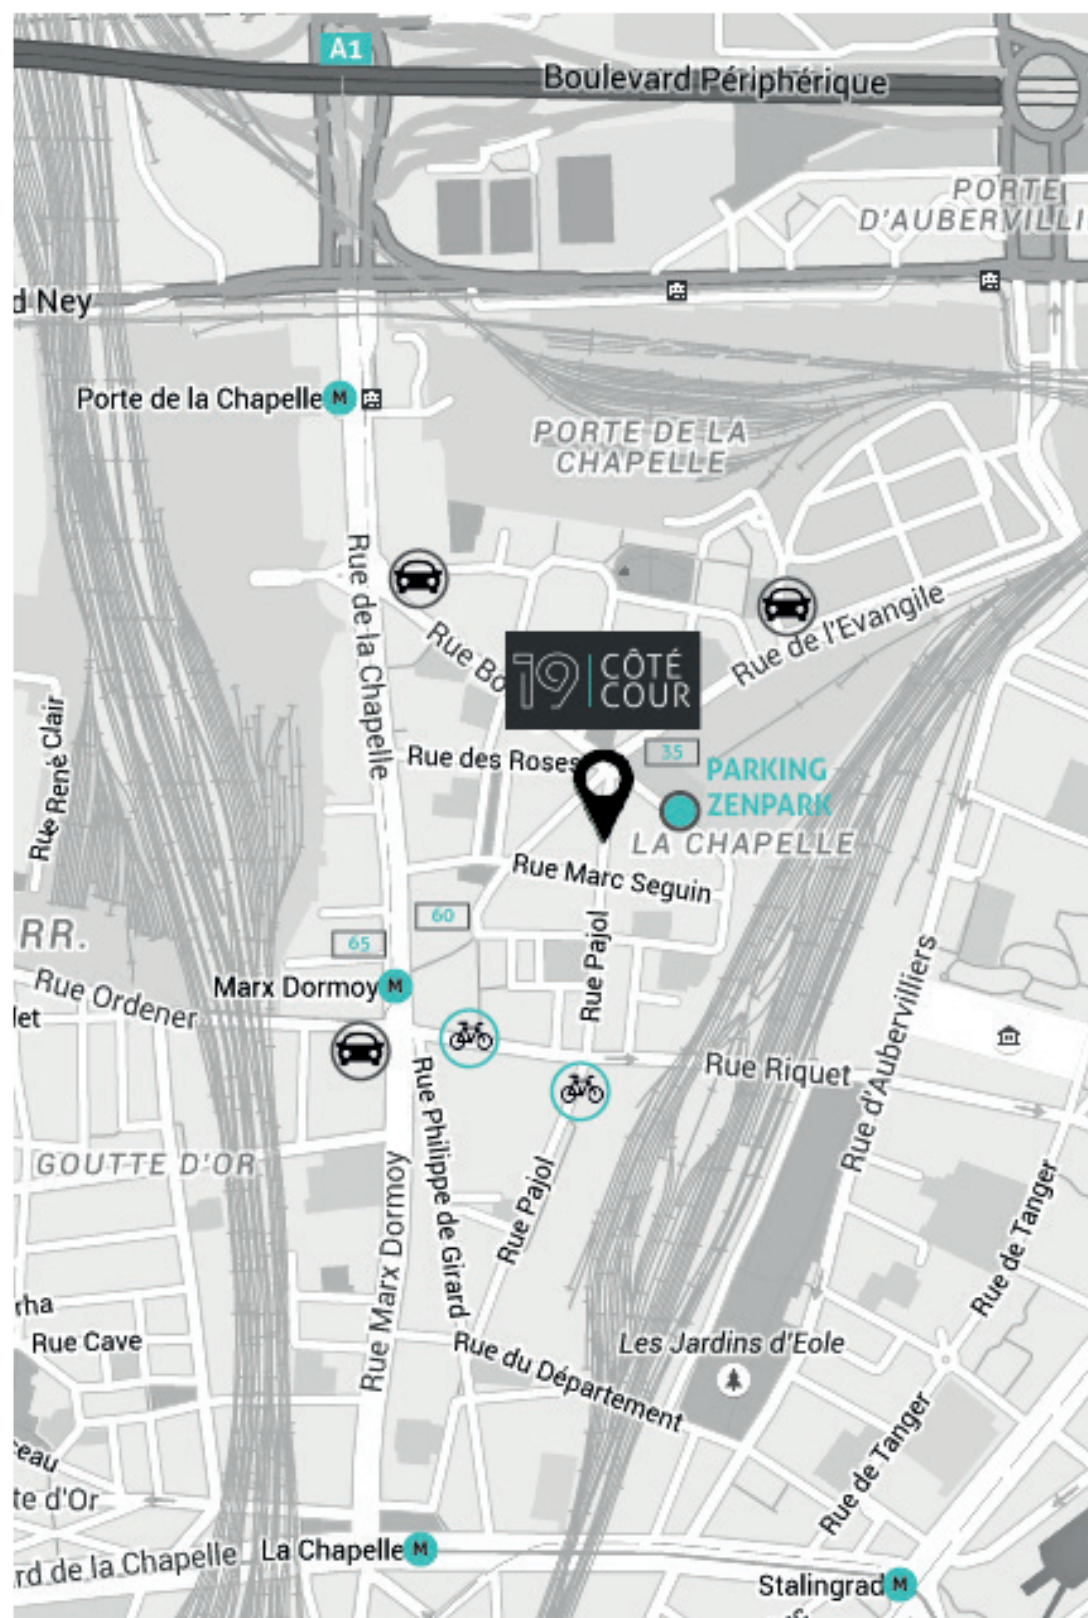 A1
Boulevard Périphérique
PORTE
D'AUBERVILLI
d Ney
Porte de la Chapelle M
PORTE DE LA
CHAPELLE
Rue de la Chapelle
Rue de l'Evangile
Rue Bo
19 CÔTÉ
COUR
Rue René Clair
Rue des Roses
35
PARKING
ZENPARK
LA CHAPELLE
Rue Marc Seguin
60
65
RR.
Rue Pajol
Marx Dormoy M
Rue Ordener
let
Rue d'Aubervilliers
Rue Riquet
Rue Philippe de Girard
GOUTTE D'OR
Rue Marx Dormoy
Rue Pajol
Rue de Tanger
rha
Rue Cave
Rue du Département
Les Jardins d'Eole
Rue de Tanger
eau
te d'Or
rd de la Chapelle
La Chapelle M
Stalingrad M